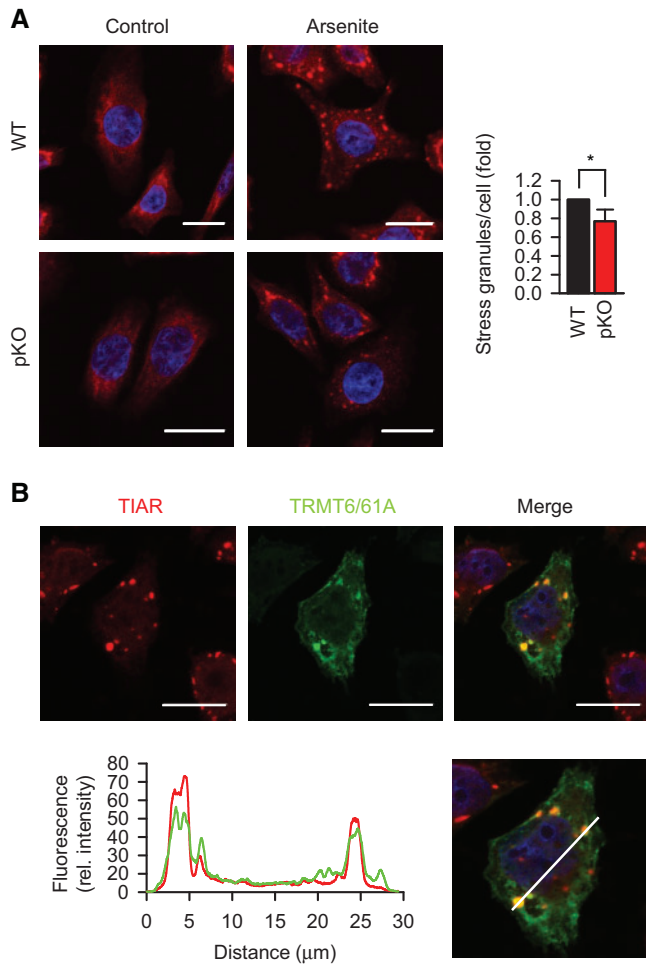 A
Control
Arsenite
WT
pKO
Stress granules/cell (fold)
1.2
1.0
0.8
0.6
0.4
0.2
0.0
*
WT
pKO
B
TIAR
TRMT6/61A
Merge
Fluorescence
(rel. intensity)
80
70
60
50
40
30
20
10
0
0
5
10
15
20
25
30
Distance (μm)